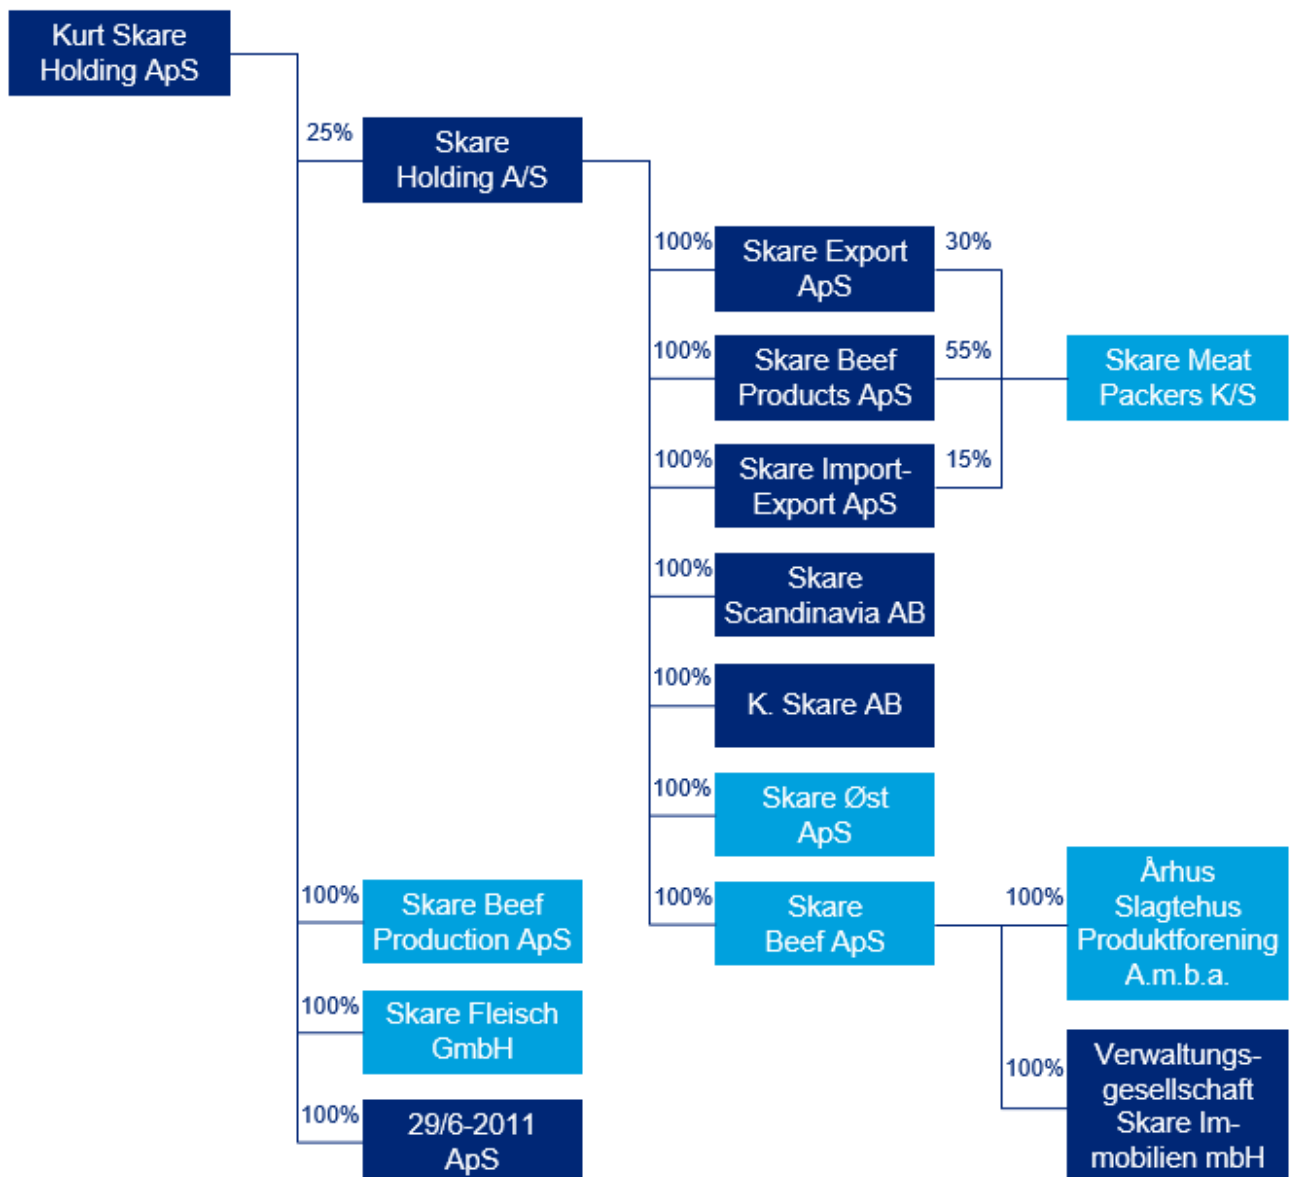 Kurt Skare
Holding ApS
25%
Skare
Holding A/S
100%
Skare Export
ApS
30%
100%
Skare Beef
Products ApS
55%
Skare Meat
Packers K/S
100%
Skare Import-
Export ApS
15%
100%
Skare
Scandinavia AB
100%
K. Skare AB
100%
Skare Øst
ApS
100%
Skare
Beef ApS
100%
Århus
Slagtehus
Produktforening
A.m.b.a.
100%
Verwaltungs-
gesellschaft
Skare Im-
mobilien mbH
100%
Skare Beef
Production ApS
100%
Skare Fleisch
GmbH
100%
29/6-2011
ApS